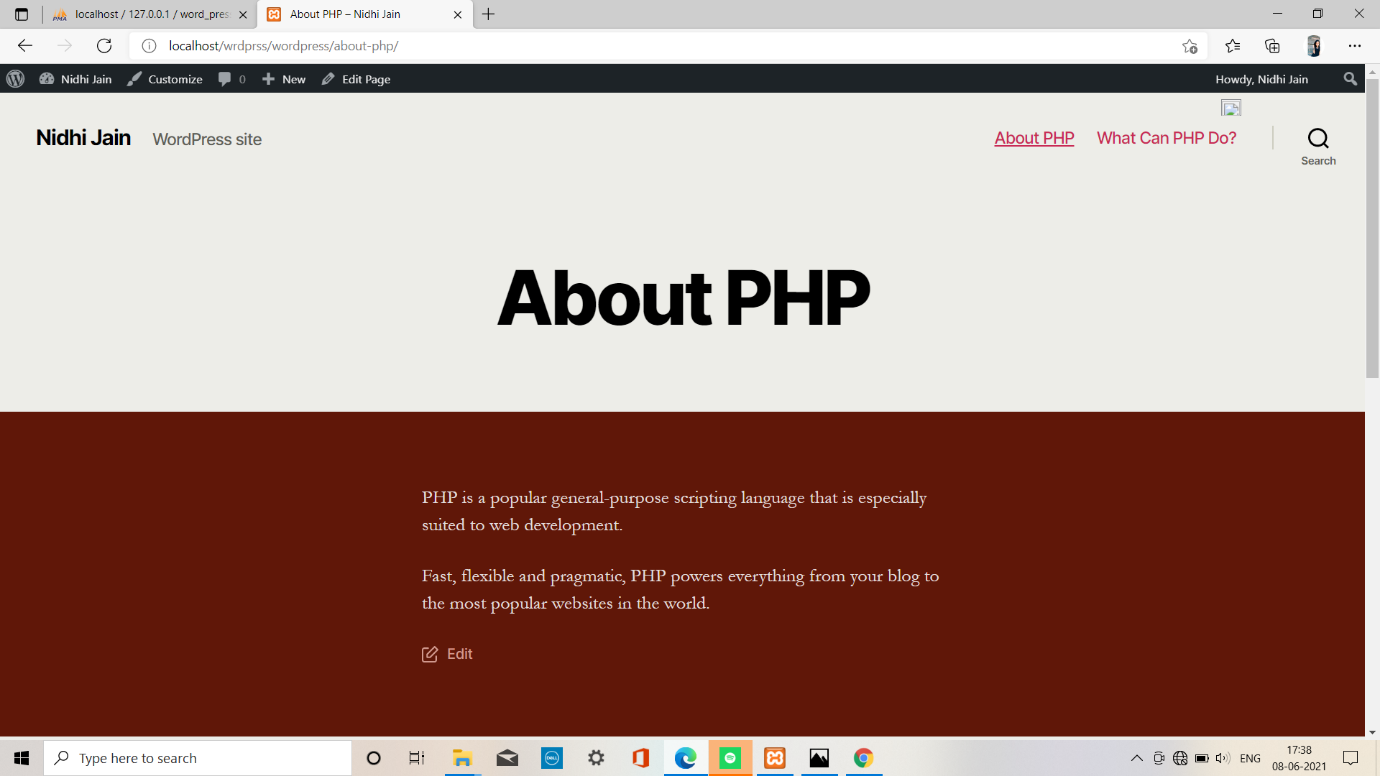 localhost / 127.0.0.1 / word_pres
About PHP – Nidhi Jain
localhost/wrdprss/wordpress/about-php/
Nidhi Jain
Customize
0
New
Edit Page
Howdy, Nidhi Jain
Nidhi Jain
WordPress site
About PHP
What Can PHP Do?
Search
About PHP
PHP is a popular general-purpose scripting language that is especially
suited to web development.
Fast, flexible and pragmatic, PHP powers everything from your blog to
the most popular websites in the world.
Edit
Type here to search
DELL
ENG
17:38
08-06-2021